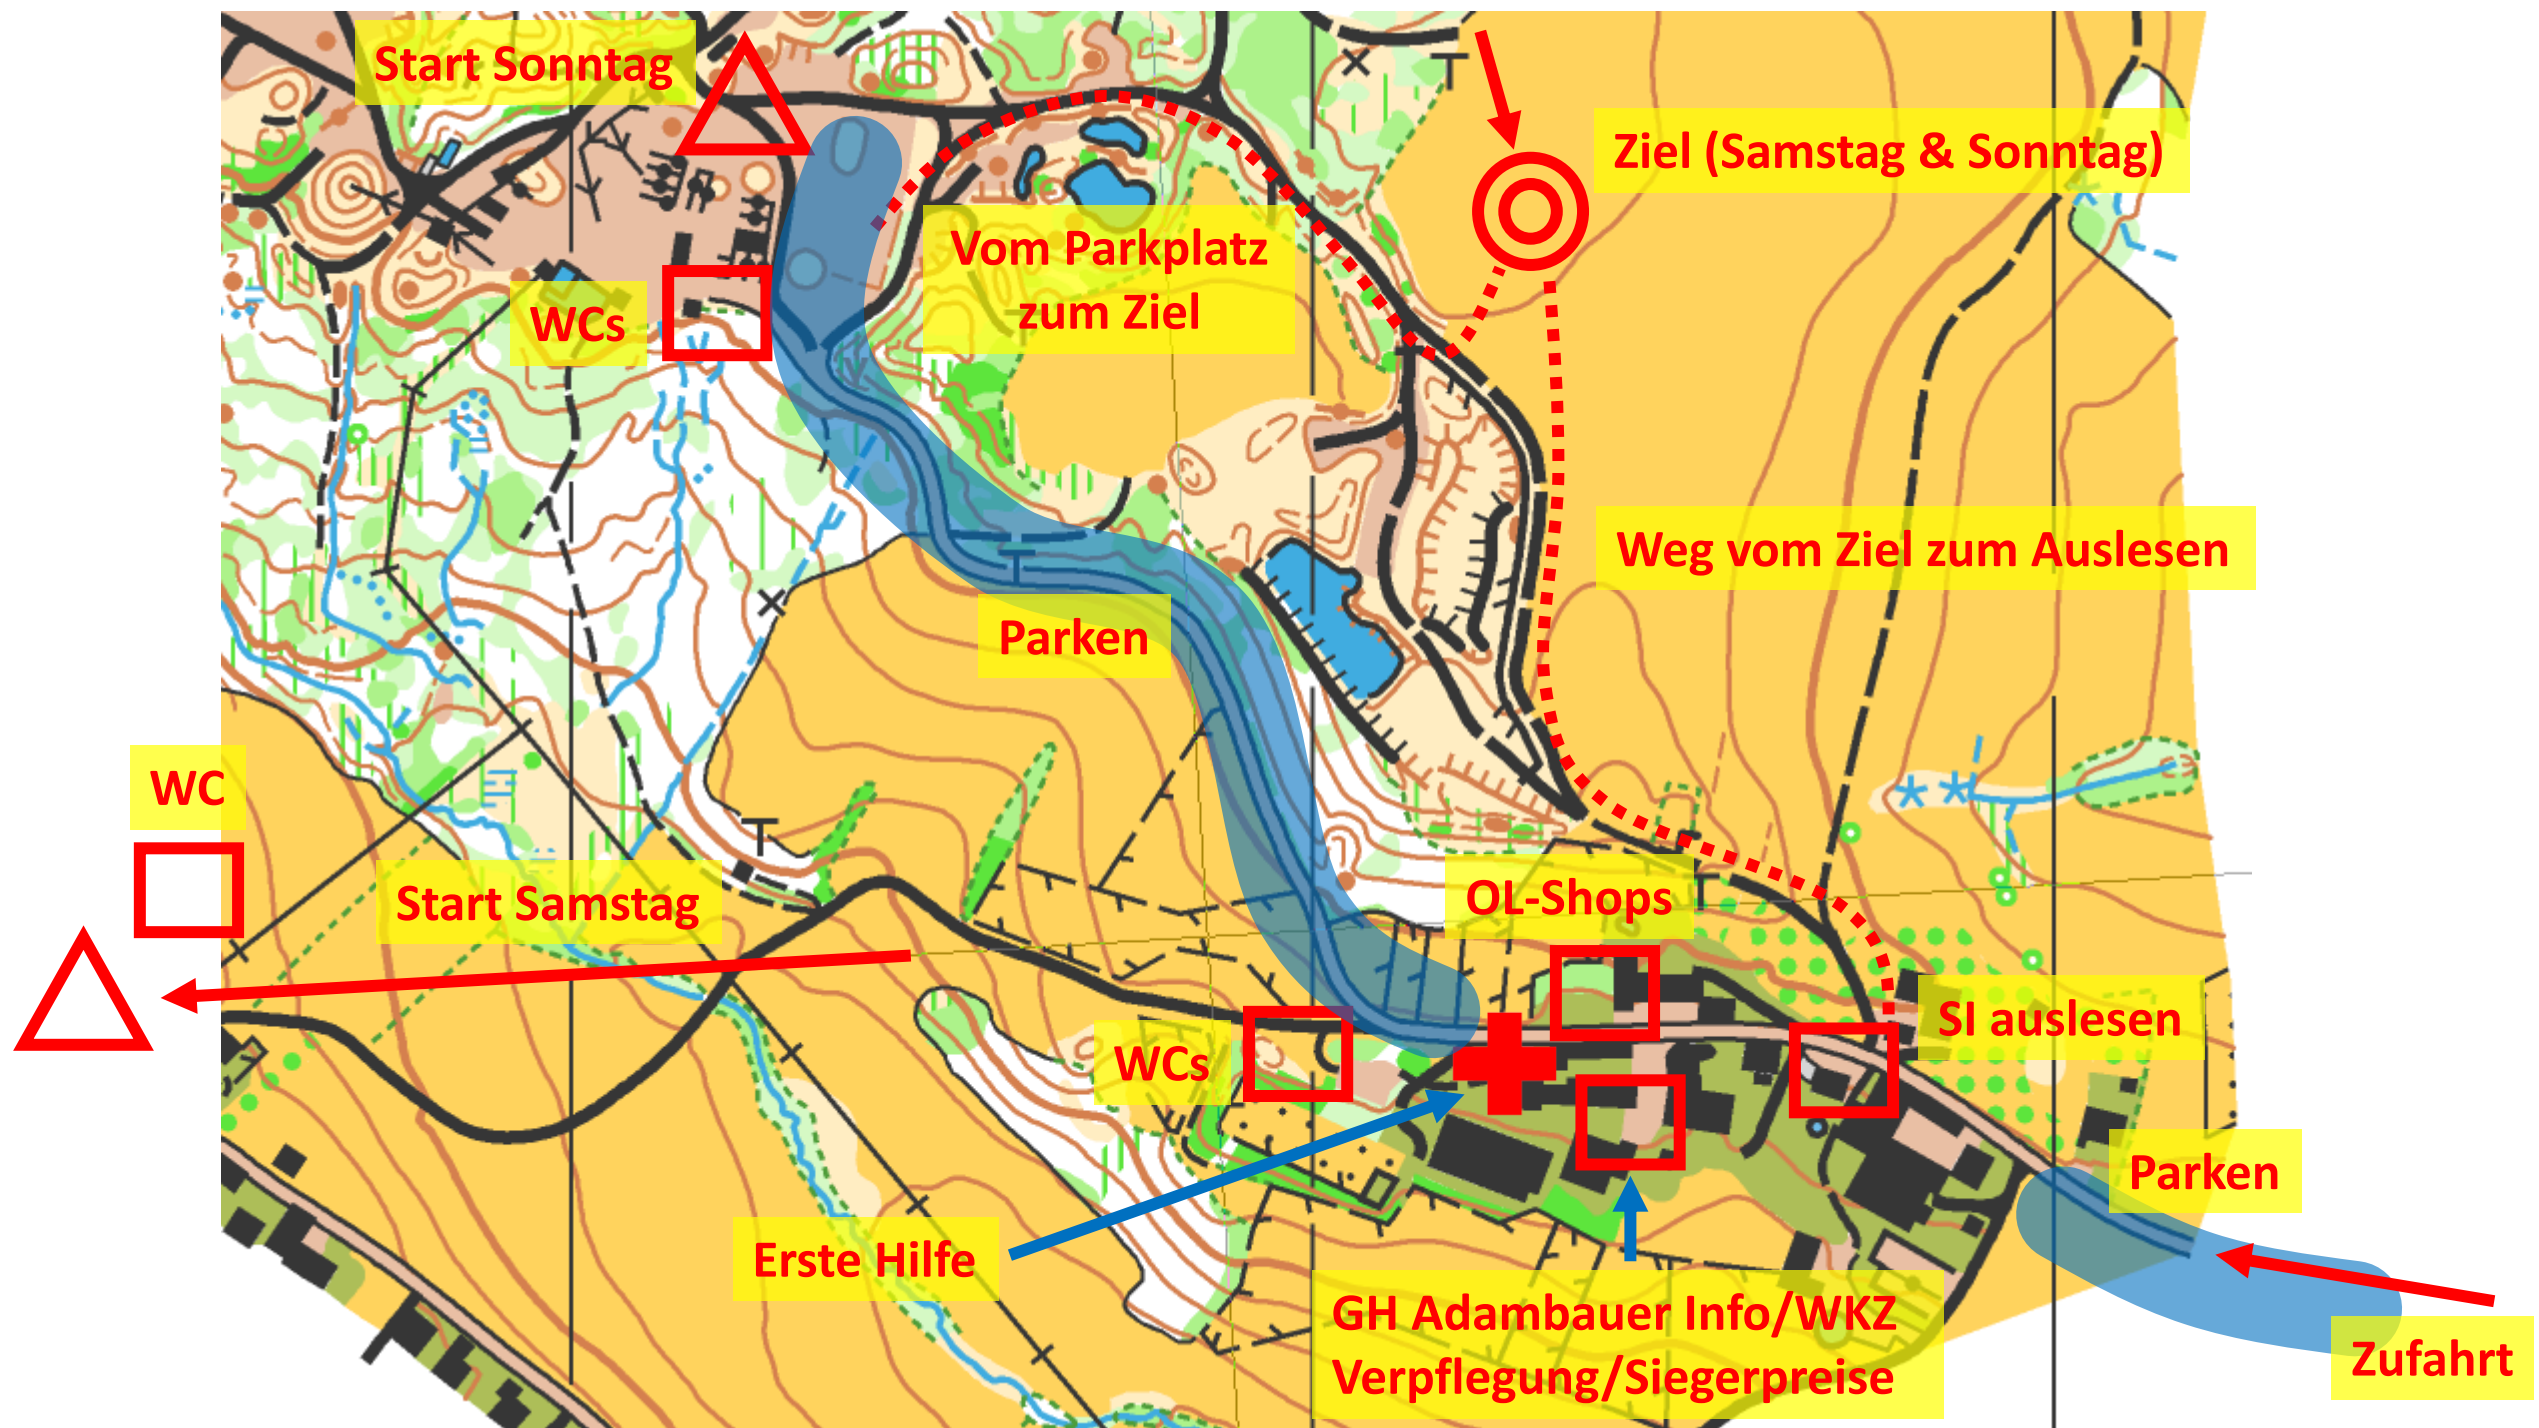 Start Sonntag
Ziel (Samstag & Sonntag)
Vom Parkplatz
zum Ziel
WCs
Weg vom Ziel zum Auslesen
Parken
WC
Start Samstag
OL-Shops
SI auslesen
WCs
Parken
Erste Hilfe
GH Adambauer Info/WKZ
Verpflegung/Siegerpreise
Zufahrt